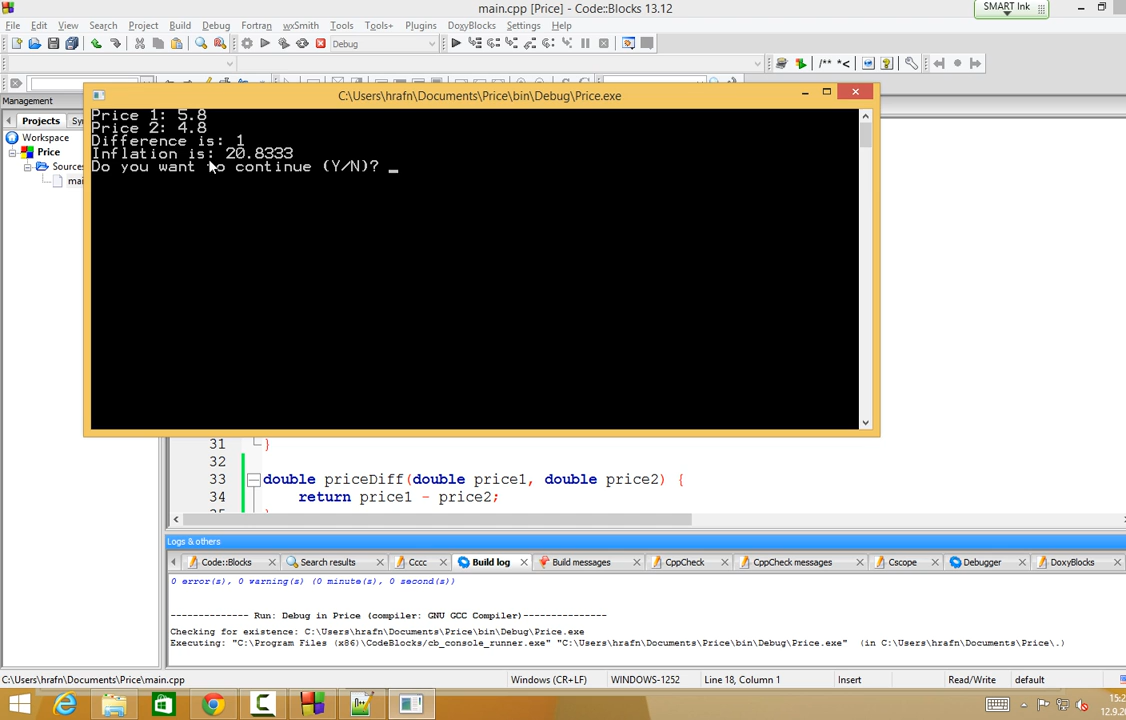 main.cpp [Price] - Code::Blocks 13.12
SMART Ink
File Edit View Search Project Build Debug Fortran wxSmith Tools Tools+ Plugins DoxyBlocks Settings Help
Debug
/** *<
C:\Users\hrafn\Documents\Price\bin\Debug\Price.exe
Management
Projects
Workspace
Price
Sources
Price 1: 5.8
Price 2: 4.8
Difference is: 1
Inflation is: 20.8333
Do you want to continue (Y/N)? _
31 }
32
33 double priceDiff(double price1, double price2) {
34 return price1 - price2;
Logs & others
Code::Blocks Search results Cccc Build log Build messages CppCheck CppCheck messages Cscope Debugger DoxyBlocks
0 error(s), 0 warning(s) (0 minute(s), 0 second(s))
-------------- Run: Debug in Price (compiler: GNU GCC Compiler)---------------
Checking for existence: C:\Users\hrafn\Documents\Price\bin\Debug\Price.exe
Executing: "C:\Program Files (x86)\CodeBlocks/cb_console_runner.exe" "C:\Users\hrafn\Documents\Price\bin\Debug\Price.exe" (in C:\Users\hrafn\Documents\Price\.)
C:\Users\hrafn\Documents\Price\main.cpp Windows (CR+LF) WINDOWS-1252 Line 18, Column 1 Insert Read/Write default